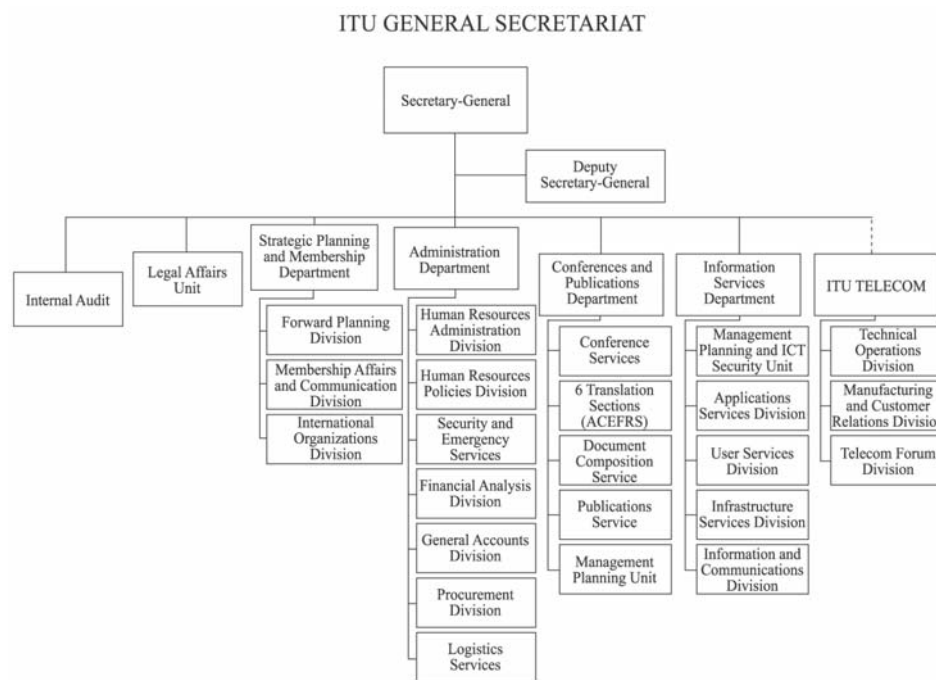 ITU GENERAL SECRETARIAT
Secretary-General
Deputy
Secretary-General
Internal Audit
Legal Affairs
Unit
Strategic Planning
and Membership
Department
Forward Planning
Division
Membership Affairs
and Communication
Division
International
Organizations
Division
Administration
Department
Human Resources
Administration
Division
Human Resources
Policies Division
Security and
Emergency
Services
Financial Analysis
Division
General Accounts
Division
Procurement
Division
Logistics
Services
Conferences and
Publications
Department
Conference
Services
6 Translation
Sections
(ACEFRS)
Document
Composition
Service
Publications
Service
Management
Planning Unit
Information
Services
Department
Management
Planning and ICT
Security Unit
Applications
Services Division
User Services
Division
Infrastructure
Services Division
Information and
Communications
Division
ITU TELECOM
Technical
Operations
Division
Manufacturing
and Customer
Relations Division
Telecom Forum
Division